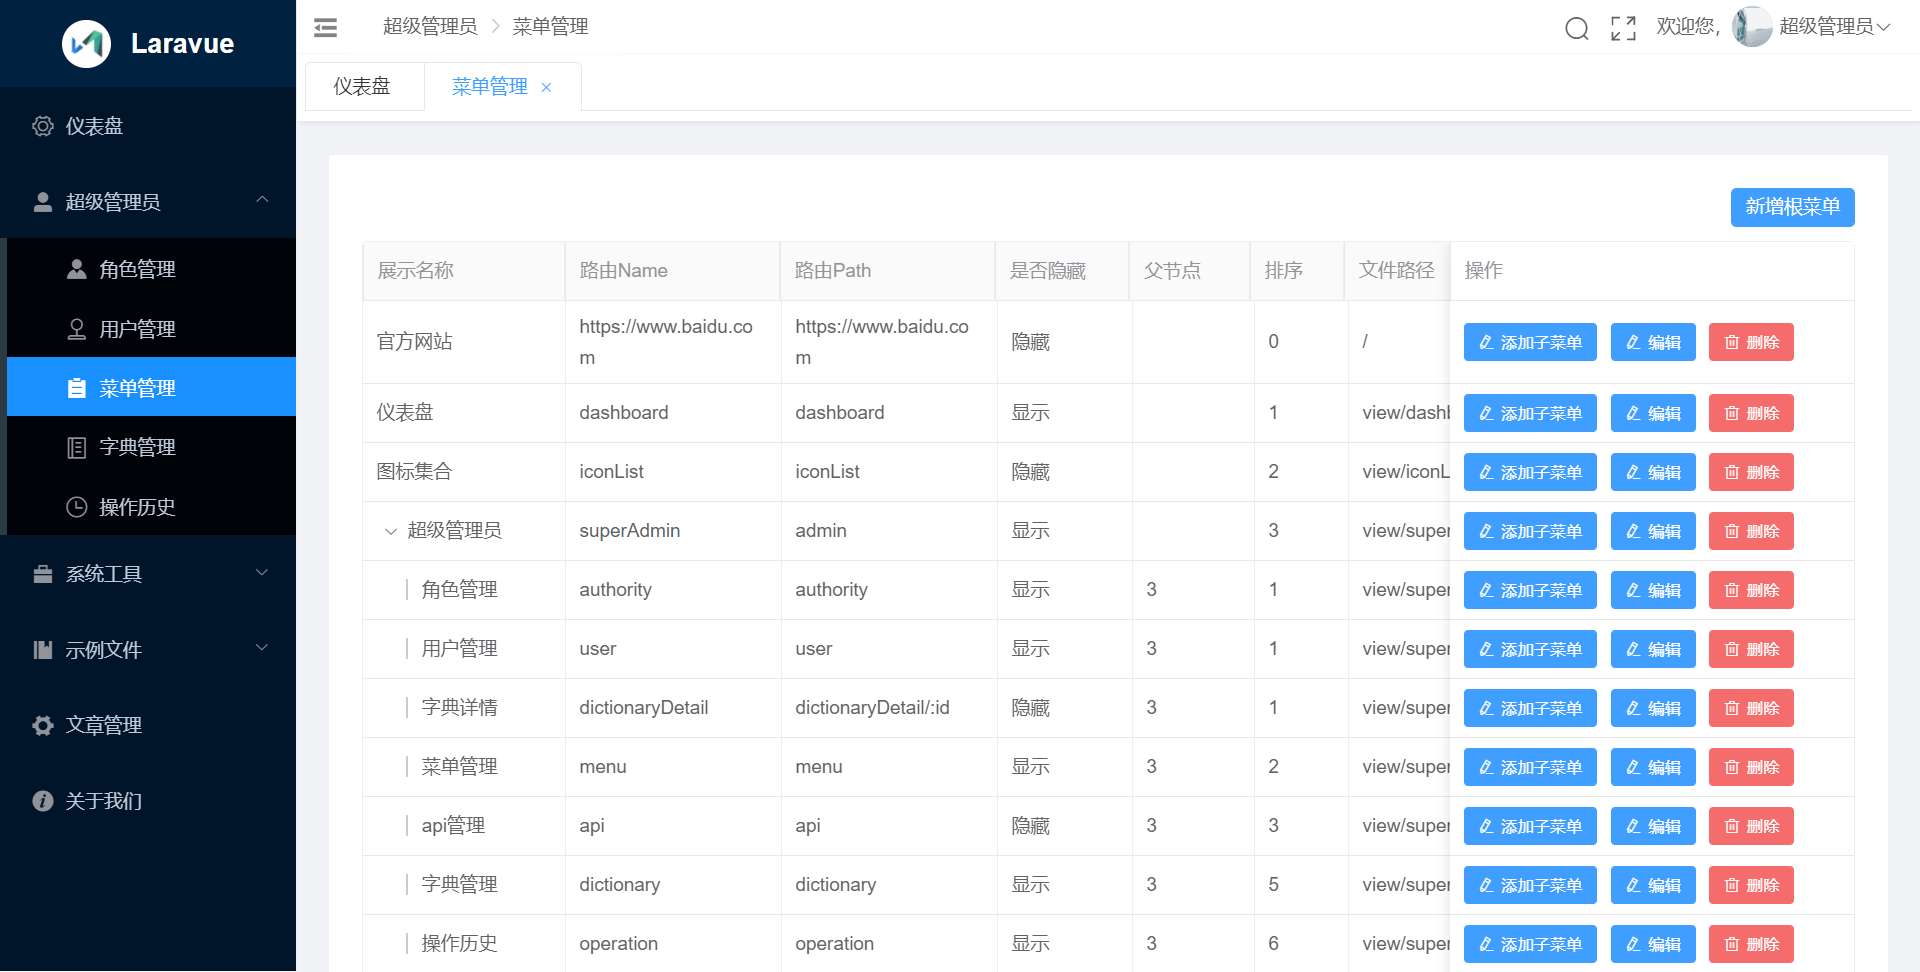 Laravue
仪表盘
超级管理员
角色管理
用户管理
菜单管理
字典管理
操作历史
系统工具
示例文件
文章管理
关于我们
超级管理员 > 菜单管理
欢迎您, 超级管理员
仪表盘 菜单管理 ×
新增根菜单
展示名称 路由Name 路由Path 是否隐藏 父节点 排序 文件路径 操作
官方网站 https://www.baidu.co https://www.baidu.co 隐藏 0 / 添加子菜单 编辑 删除
m m
仪表盘 dashboard dashboard 显示 1 view/dashb 添加子菜单 编辑 删除
图标集合 iconList iconList 隐藏 2 view/iconL 添加子菜单 编辑 删除
超级管理员 superAdmin admin 显示 3 view/super 添加子菜单 编辑 删除
角色管理 authority authority 显示 3 1 view/super 添加子菜单 编辑 删除
用户管理 user user 显示 3 1 view/super 添加子菜单 编辑 删除
字典详情 dictionaryDetail dictionaryDetail/:id 隐藏 3 1 view/super 添加子菜单 编辑 删除
菜单管理 menu menu 显示 3 2 view/super 添加子菜单 编辑 删除
api管理 api api 隐藏 3 3 view/super 添加子菜单 编辑 删除
字典管理 dictionary dictionary 显示 3 5 view/super 添加子菜单 编辑 删除
操作历史 operation operation 显示 3 6 view/super 添加子菜单 编辑 删除